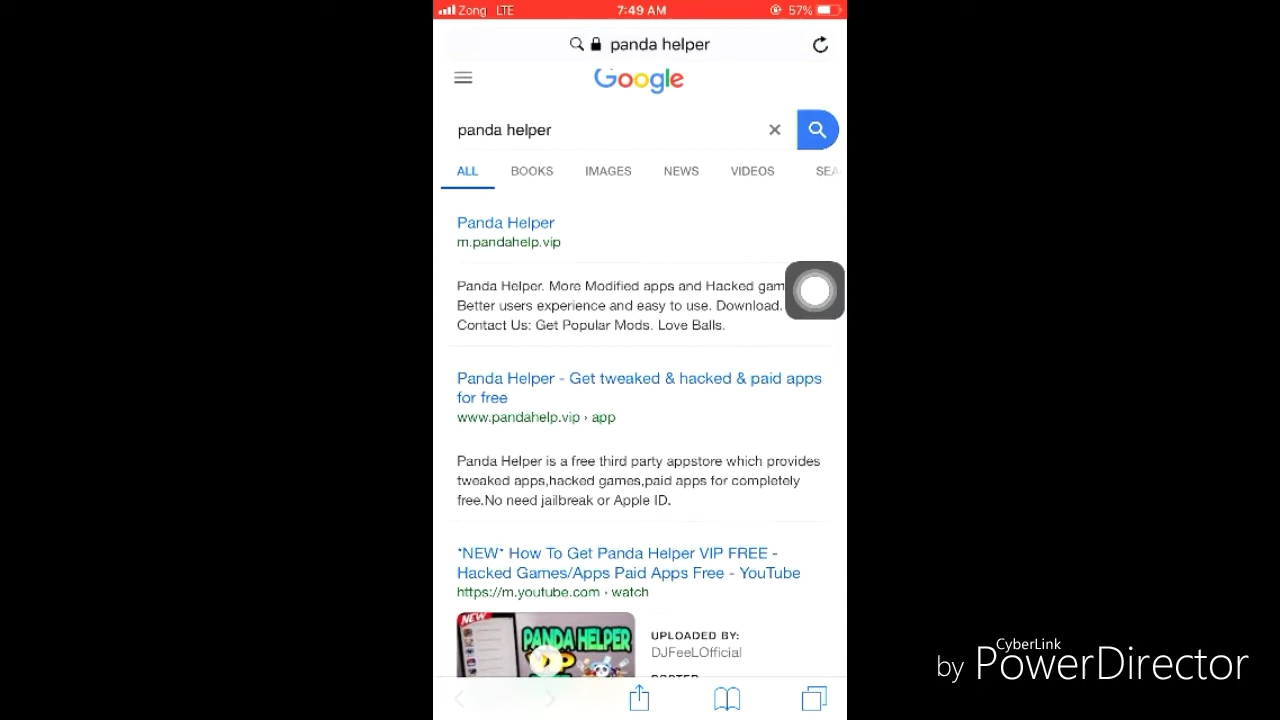 Zong LTE 7:49 AM 57%
panda helper
Google
panda helper
ALL BOOKS IMAGES NEWS VIDEOS SEA
Panda Helper
m.pandahelp.vip
Panda Helper. More Modified apps and Hacked gam
Better users experience and easy to use. Download.
Contact Us: Get Popular Mods. Love Balls.
Panda Helper - Get tweaked & hacked & paid apps
for free
www.pandahelp.vip › app
Panda Helper is a free third party appstore which provides
tweaked apps,hacked games,paid apps for completely
free.No need jailbreak or Apple ID.
*NEW* How To Get Panda Helper VIP FREE -
Hacked Games/Apps Paid Apps Free - YouTube
https://m.youtube.com › watch
NEW
PANDA HELPER
UPLOADED BY:
DJFeeLOfficial
CyberLink
by PowerDirector